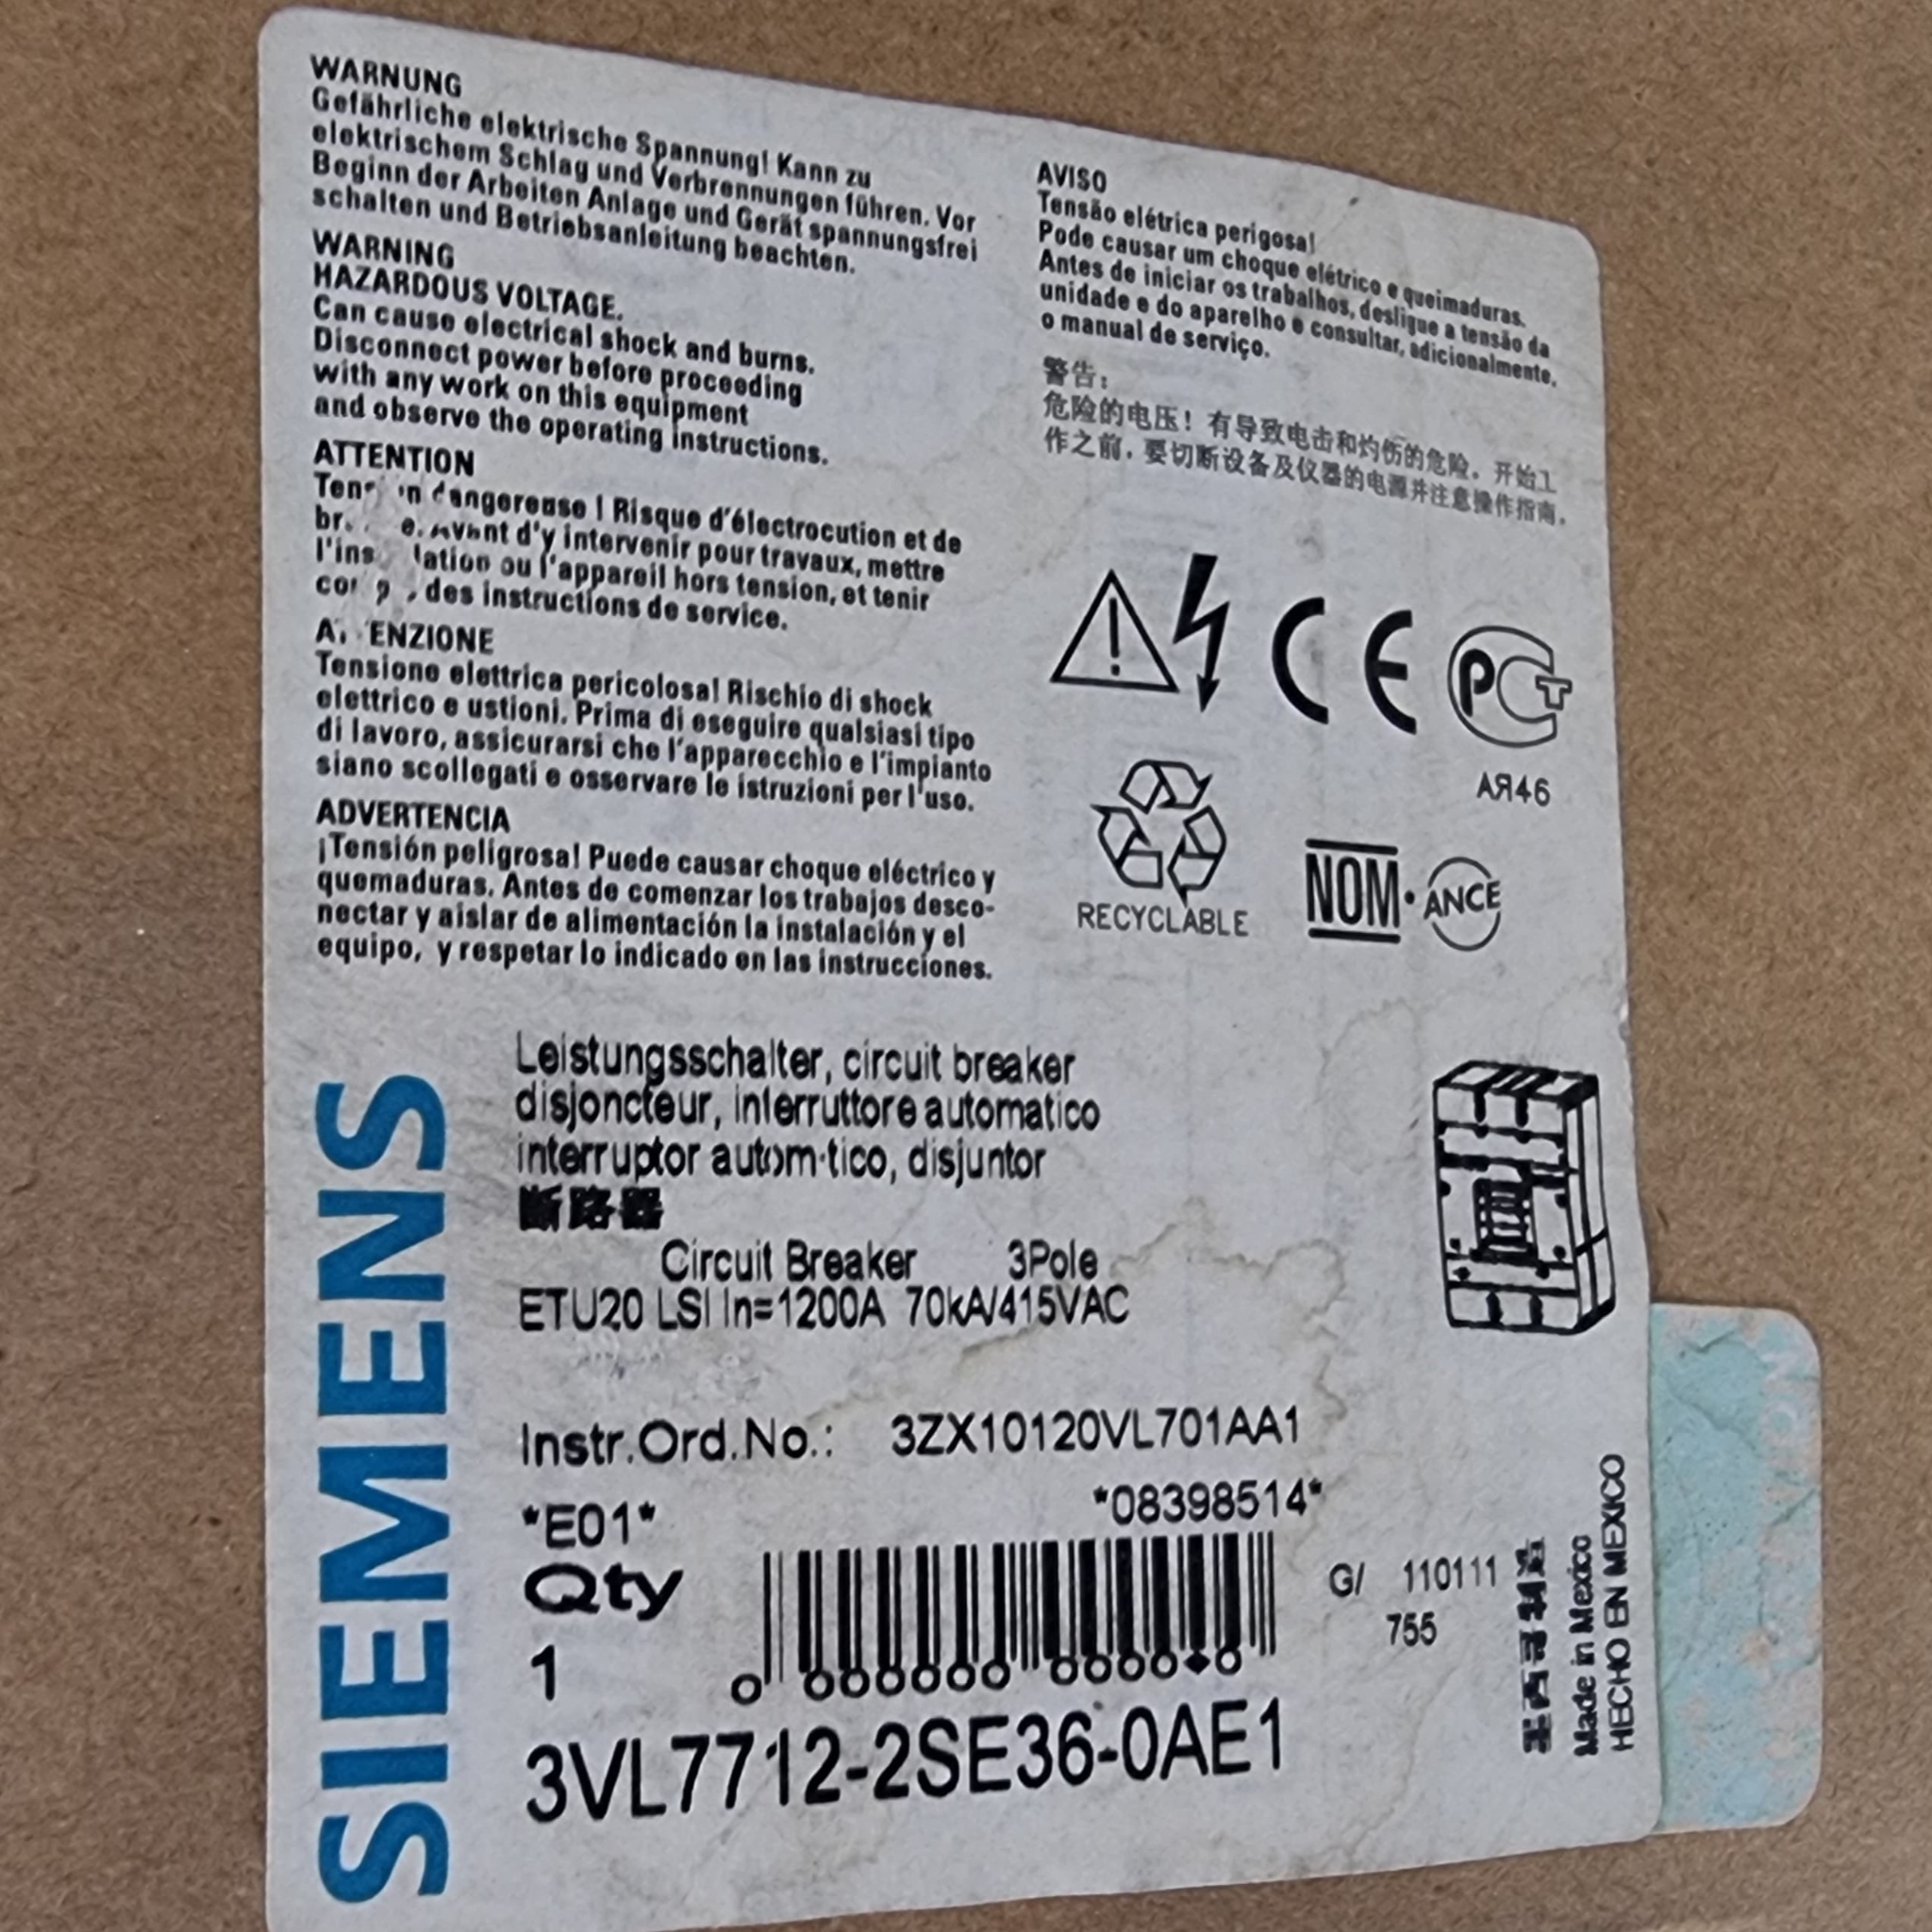 WARNUNG
Gefährliche elektrische Spannung! Kann zu
elektrischem Schlag und Verbrennungen führen. Vor
Beginn der Arbeiten Anlage und Gerät spannungsfrei
schalten und Betriebsanleitung beachten.
WARNING
HAZARDOUS VOLTAGE.
Can cause electrical shock and burns.
Disconnect power before proceeding
with any work on this equipment
and observe the operating instructions.
ATTENTION
dangereuse ! Risque d'électrocution et de
Avant d'y intervenir pour travaux, mettre
ou l'appareil hors tension, et tenir
des instructions de service.
ATTENZIONE
Tensione elettrica pericolosa! Rischio di shock
elettrico e ustioni. Prima di eseguire qualsiasi tipo
di lavoro, assicurarsi che l'apparecchio e l'impianto
siano scollegati e osservare le istruzioni per l'uso.
ADVERTENCIA
¡Tensión peligrosa! Puede causar choque eléctrico y
quemaduras. Antes de comenzar los trabajos desco-
nectar y aislar de alimentación la instalación y el
equipo, y respetar lo indicado en las instrucciones.
AVISO
Tensão elétrica perigosa!
Pode causar um choque elétrico e queimaduras.
Antes de iniciar os trabalhos, desligue a tensão da
unidade e do aparelho e consultar, adicionalmente,
o manual de serviço.
警告:
危险的电压! 有导致电击和灼伤的危险。开始工
作之前,要切断设备及仪器的电源并注意操作指南。
CE
РСТ
АЯ46
RECYCLABLE
NOM·ANCE
SIEMENS
Leistungsschalter, circuit breaker
disjoncteur, interruttore automatico
interruptor autom·tico, disjuntor
断路器
Circuit Breaker 3Pole
ETU20 LSI In=1200A 70kA/415VAC
Instr.Ord.No.: 3ZX10120VL701AA1
*E01* *08398514*
Qty
1
G/ 110111
755
3VL7712-2SE36-0AE1
墨西哥制造
Made in Mexico
HECHO EN MEXICO